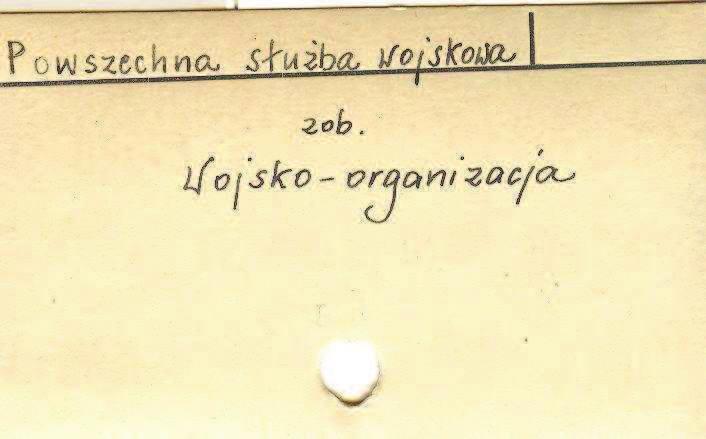 Powszechna służba wojskowa
zob.
Wojsko-organizacja